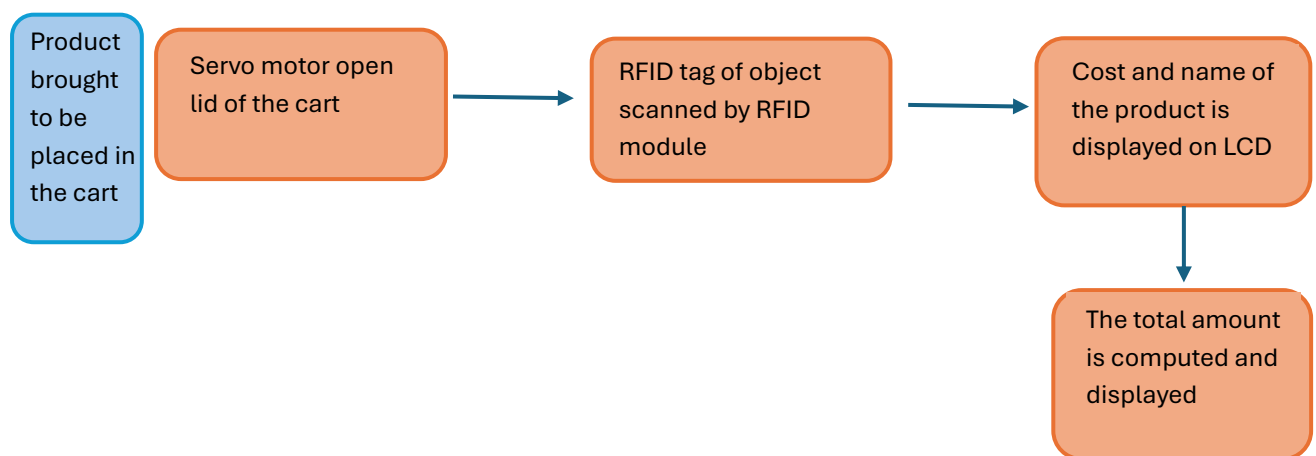 Product
brought
to be
placed in
the cart
Servo motor open
lid of the cart
RFID tag of object
scanned by RFID
module
Cost and name of
the product is
displayed on LCD
The total amount
is computed and
displayed